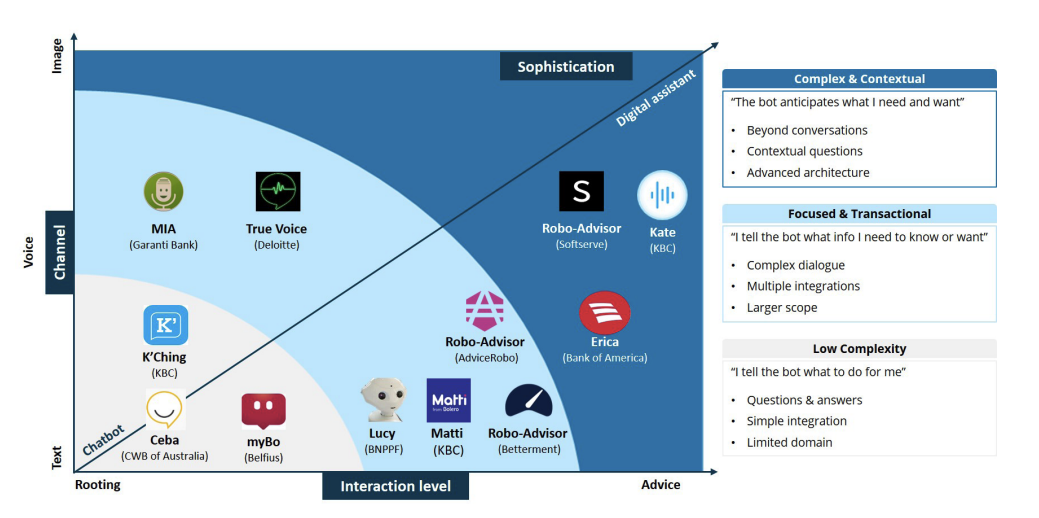 Image
Voice
Text
Channel
Sophistication
Digital assistant
Chatbot
MIA
(Garanti Bank)
True Voice
(Deloitte)
S
Robo-Advisor
(Softserve)
Kate
(KBC)
K’
K’Ching
(KBC)
Robo-Advisor
(AdviceRobo)
Erica
(Bank of America)
Ceba
(CWB of Australia)
myBo
(Belfius)
Lucy
(BNPPF)
Matti
from Dolero
Matti
(KBC)
Robo-Advisor
(Betterment)
Rooting
Interaction level
Advice
Complex & Contextual
“The bot anticipates what I need and want”
• Beyond conversations
• Contextual questions
• Advanced architecture
Focused & Transactional
“I tell the bot what info I need to know or want”
• Complex dialogue
• Multiple integrations
• Larger scope
Low Complexity
“I tell the bot what to do for me”
• Questions & answers
• Simple integration
• Limited domain